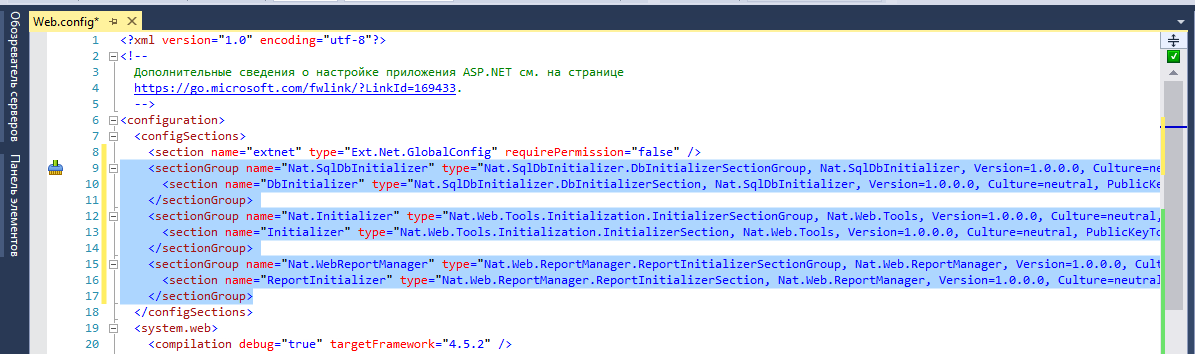 Обозреватель серверов
Панель элементов
Web.config*
1 <?xml version="1.0" encoding="utf-8"?>
2 <!--
3 Дополнительные сведения о настройке приложения ASP.NET см. на странице
4 https://go.microsoft.com/fwlink/?LinkId=169433.
5 -->
6 <configuration>
7 <configSections>
8 <section name="extnet" type="Ext.Net.GlobalConfig" requirePermission="false" />
9 <sectionGroup name="Nat.SqlDbInitializer" type="Nat.SqlDbInitializer.DbInitializerSectionGroup, Nat.SqlDbInitializer, Version=1.0.0.0, Culture=ne
10 <section name="DbInitializer" type="Nat.SqlDbInitializer.DbInitializerSection, Nat.SqlDbInitializer, Version=1.0.0.0, Culture=neutral, PublicKe
11 </sectionGroup>
12 <sectionGroup name="Nat.Initializer" type="Nat.Web.Tools.Initialization.InitializerSectionGroup, Nat.Web.Tools, Version=1.0.0.0, Culture=neutral,
13 <section name="Initializer" type="Nat.Web.Tools.Initialization.InitializerSection, Nat.Web.Tools, Version=1.0.0.0, Culture=neutral, PublicKeyTo
14 </sectionGroup>
15 <sectionGroup name="Nat.WebReportManager" type="Nat.Web.ReportManager.ReportInitializerSectionGroup, Nat.Web.ReportManager, Version=1.0.0.0, Cult
16 <section name="ReportInitializer" type="Nat.Web.ReportManager.ReportInitializerSection, Nat.Web.ReportManager, Version=1.0.0.0, Culture=neutral
17 </sectionGroup>
18 </configSections>
19 <system.web>
20 <compilation debug="true" targetFramework="4.5.2" />